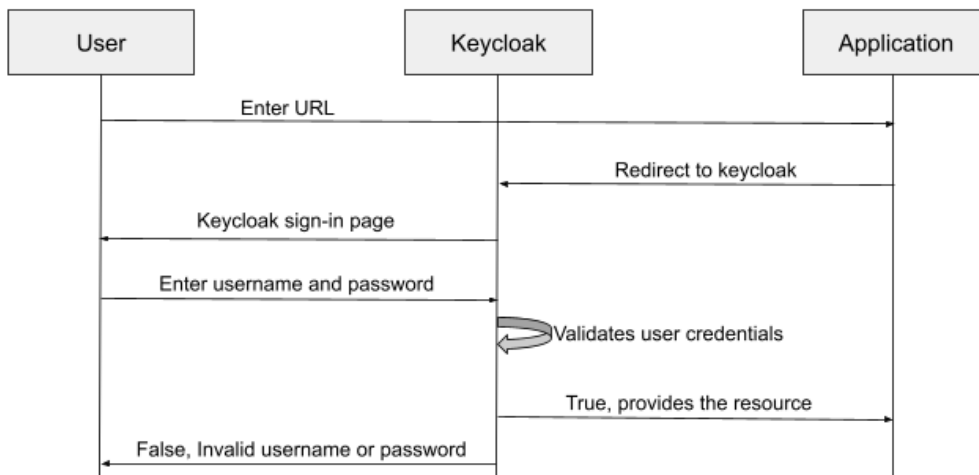 User
Keycloak
Application
Enter URL
Redirect to keycloak
Keycloak sign-in page
Enter username and password
Validates user credentials
True, provides the resource
False, Invalid username or password